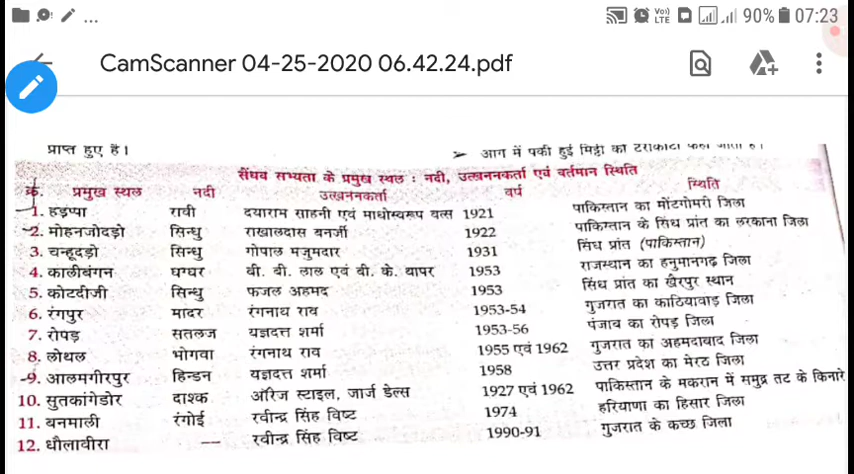 ... Vo)) LTE 90% 07:23
CamScanner 04-25-2020 06.42.24.pdf
प्राप्त हुए है।
➢ आग में पकी हुई मिट्टी का टेराकोटा कहा जाता है।
सैंधव सभ्यता के प्रमुख स्थल : नदी, उत्खननकर्ता एवं वर्तमान स्थिति
क्र. प्रमुख स्थल नदी उत्खननकर्ता वर्ष स्थिति
1. हड़प्पा रावी दयाराम साहनी एवं माधोस्वरूप वत्स 1921 पाकिस्तान का मोंटगोमरी जिला
2. मोहनजोदड़ो सिन्धु राखालदास बनर्जी 1922 पाकिस्तान के सिंध प्रांत का लरकाना जिला
3. चन्हूदड़ो सिन्धु गोपाल मजुमदार 1931 सिंध प्रांत (पाकिस्तान)
4. कालीबंगन घग्घर बी. बी. लाल एवं बी. के. थापर 1953 राजस्थान का हनुमानगढ़ जिला
5. कोटदीजी सिन्धु फजल अहमद 1953 सिंध प्रांत का खैरपुर स्थान
6. रंगपुर मादर रंगनाथ राव 1953-54 गुजरात का काठियावाड़ जिला
7. रोपड़ सतलज यज्ञदत्त शर्मा 1953-56 पंजाब का रोपड़ जिला
8. लोथल भोगवा रंगनाथ राव 1955 एवं 1962 गुजरात का अहमदाबाद जिला
9. आलमगीरपुर हिन्डन यज्ञदत्त शर्मा 1958 उत्तर प्रदेश का मेरठ जिला
10. सुतकांगेडोर दाश्क ऑरेज स्टाइल, जार्ज डेल्स 1927 एवं 1962 पाकिस्तान के मकरान में समुद्र तट के किनारे
11. बनमाली रंगोई रवीन्द्र सिंह विष्ट 1974 हरियाणा का हिसार जिला
12. धौलावीरा — रवीन्द्र सिंह विष्ट 1990-91 गुजरात के कच्छ जिला